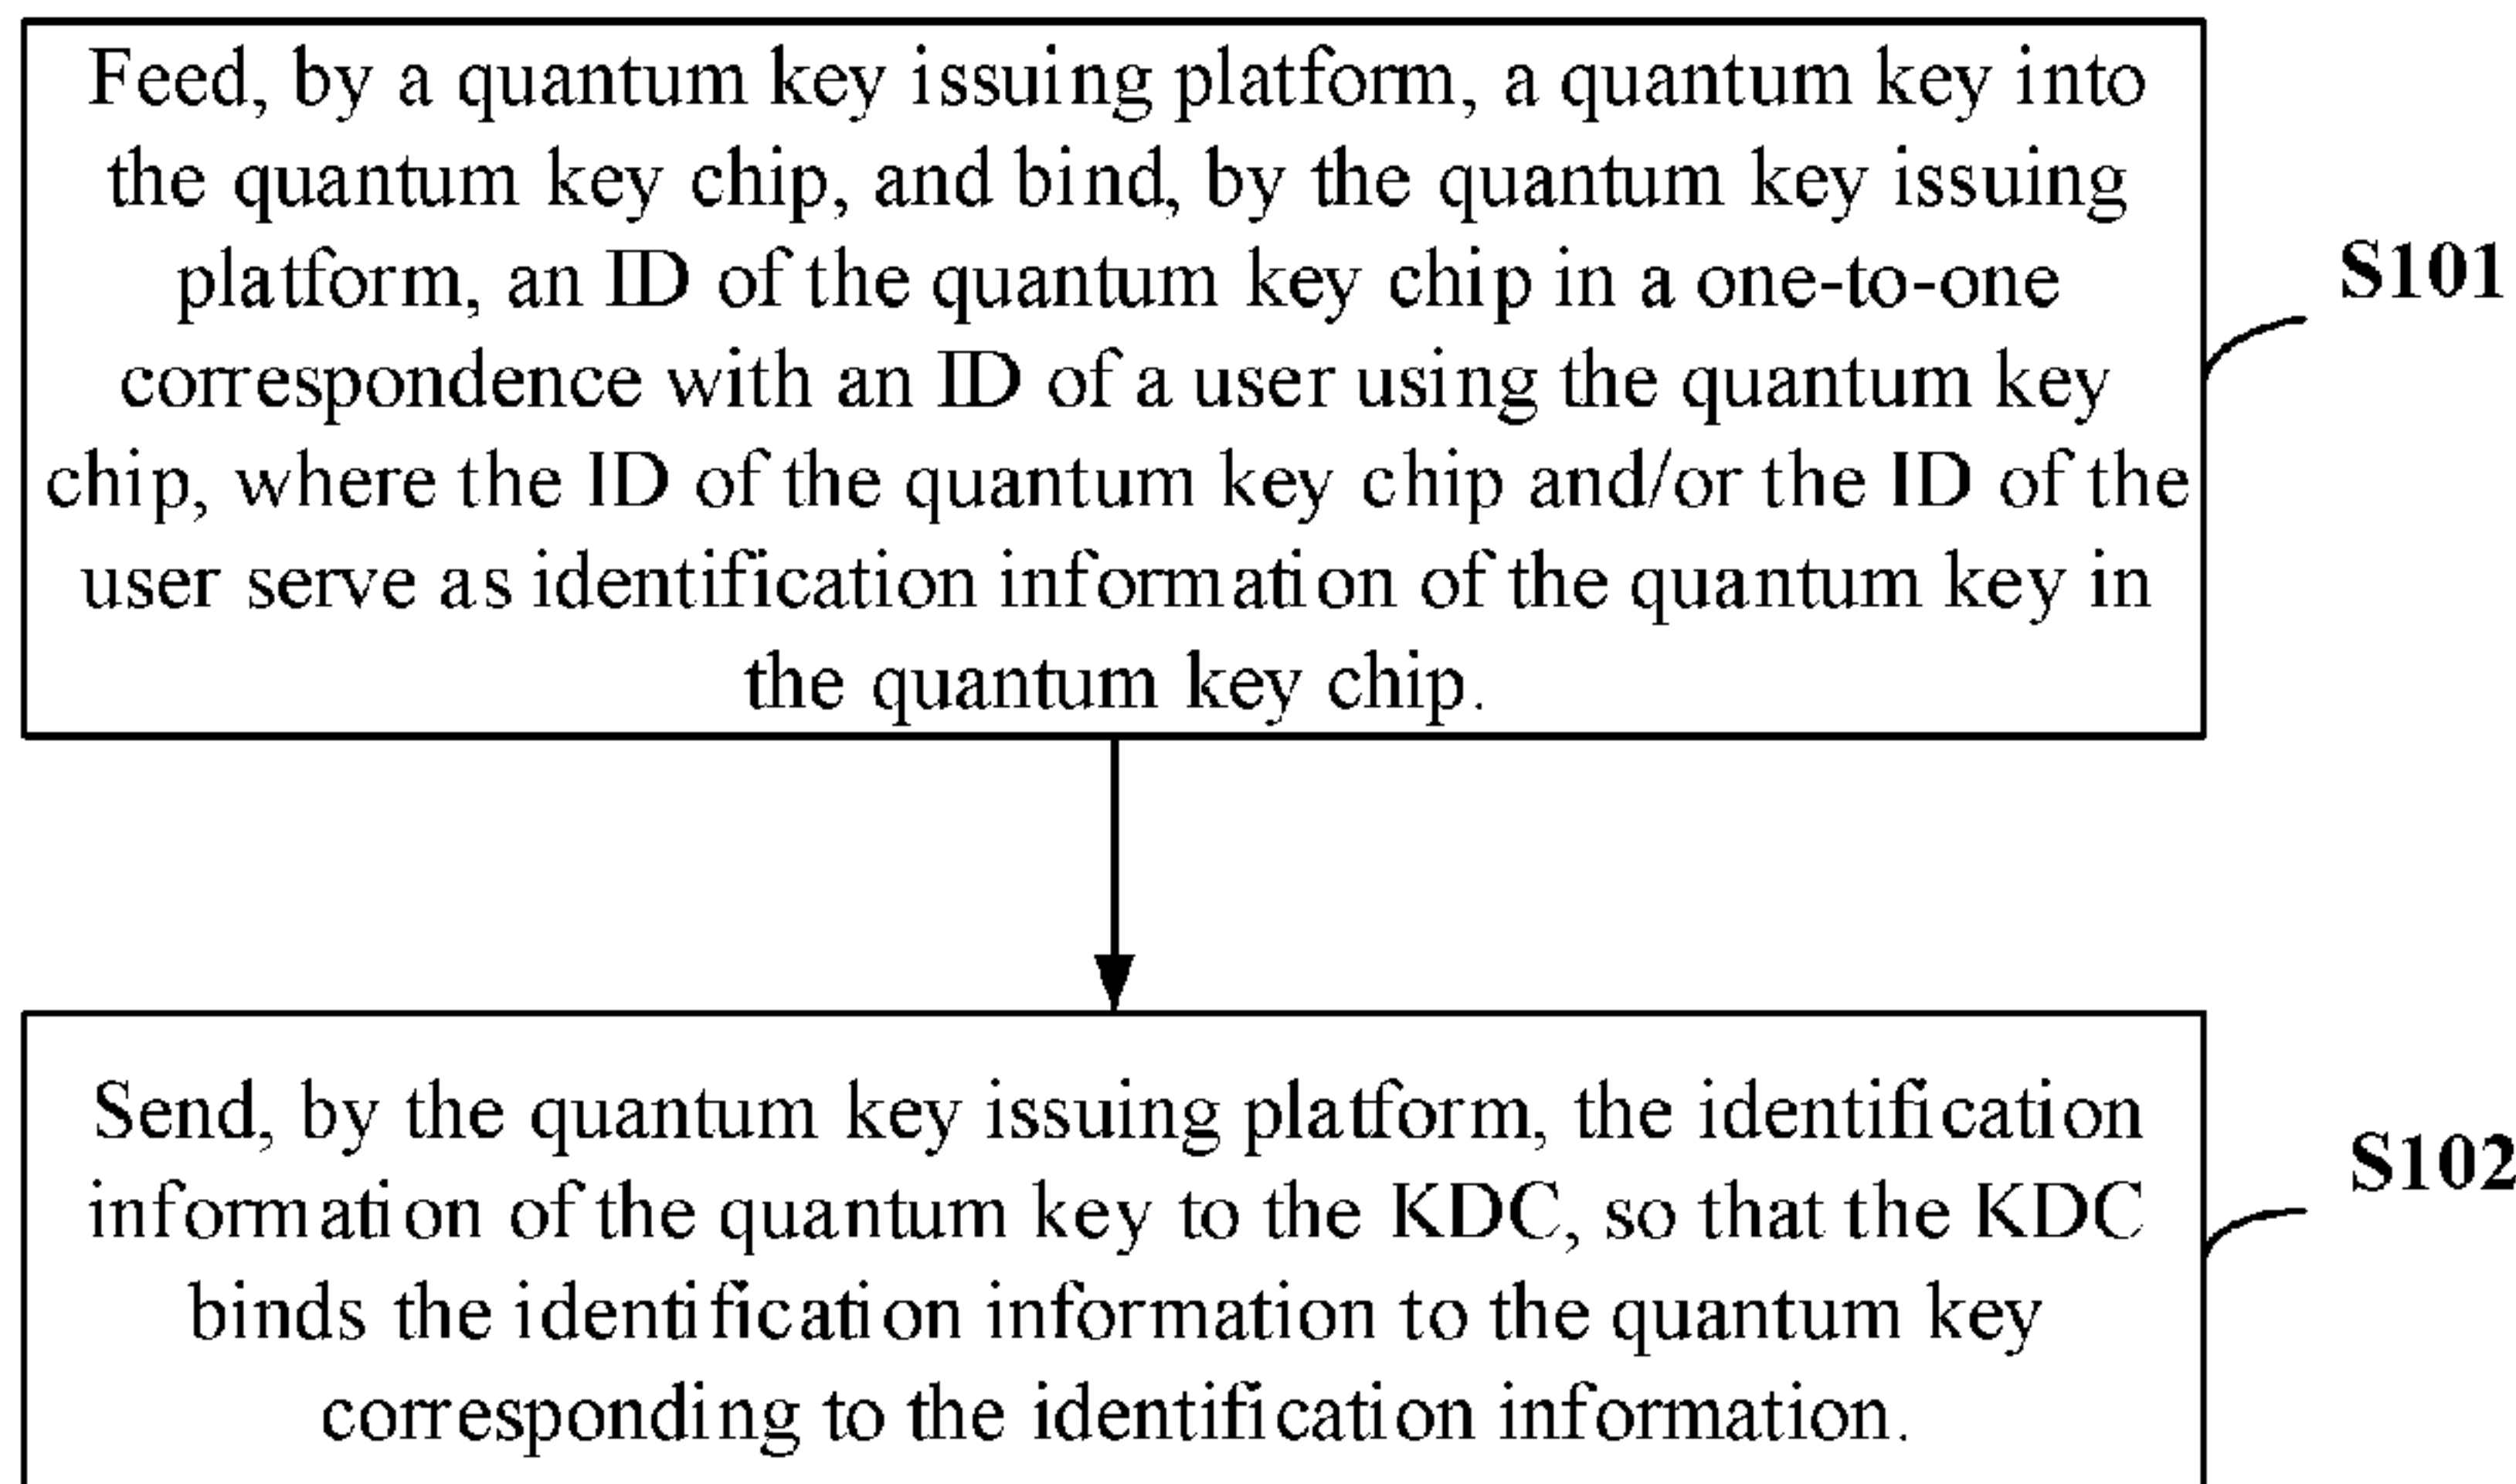 Feed, by a quantum key issuing platform, a quantum key into
the quantum key chip, and bind, by the quantum key issuing
platform, an ID of the quantum key chip in a one-to-one
correspondence with an ID of a user using the quantum key
chip, where the ID of the quantum key chip and/or the ID of the
user serve as identification information of the quantum key in
the quantum key chip.
S101
Send, by the quantum key issuing platform, the identification
information of the quantum key to the KDC, so that the KDC
binds the identification information to the quantum key
corresponding to the identification information.
S102